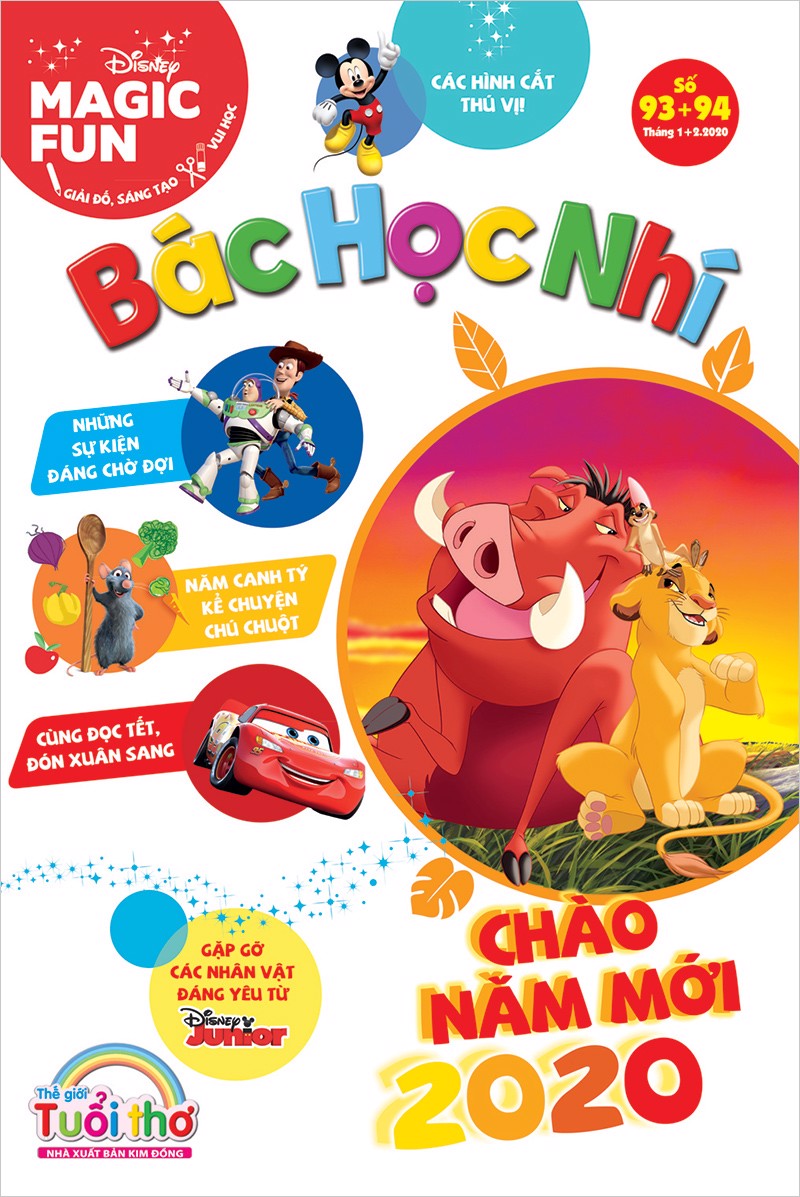 Disney
MAGIC
FUN
GIẢI ĐỐ, SÁNG TẠO
VUI HỌC
CÁC HÌNH CẮT
THÚ VỊ!
Số
93+94
Tháng 1+2.2020
Bác Học Nhí
NHỮNG
SỰ KIỆN
ĐÁNG CHỜ ĐỢI
NĂM CANH TÝ
KỂ CHUYỆN
CHÚ CHUỘT
CÙNG ĐỌC TẾT,
ĐÓN XUÂN SANG
GẶP GỠ
CÁC NHÂN VẬT
ĐÁNG YÊU TỪ
Disney
Junior
CHÀO
NĂM MỚI
2020
Thế giới
Tuổi thơ
NHÀ XUẤT BẢN KIM ĐỒNG